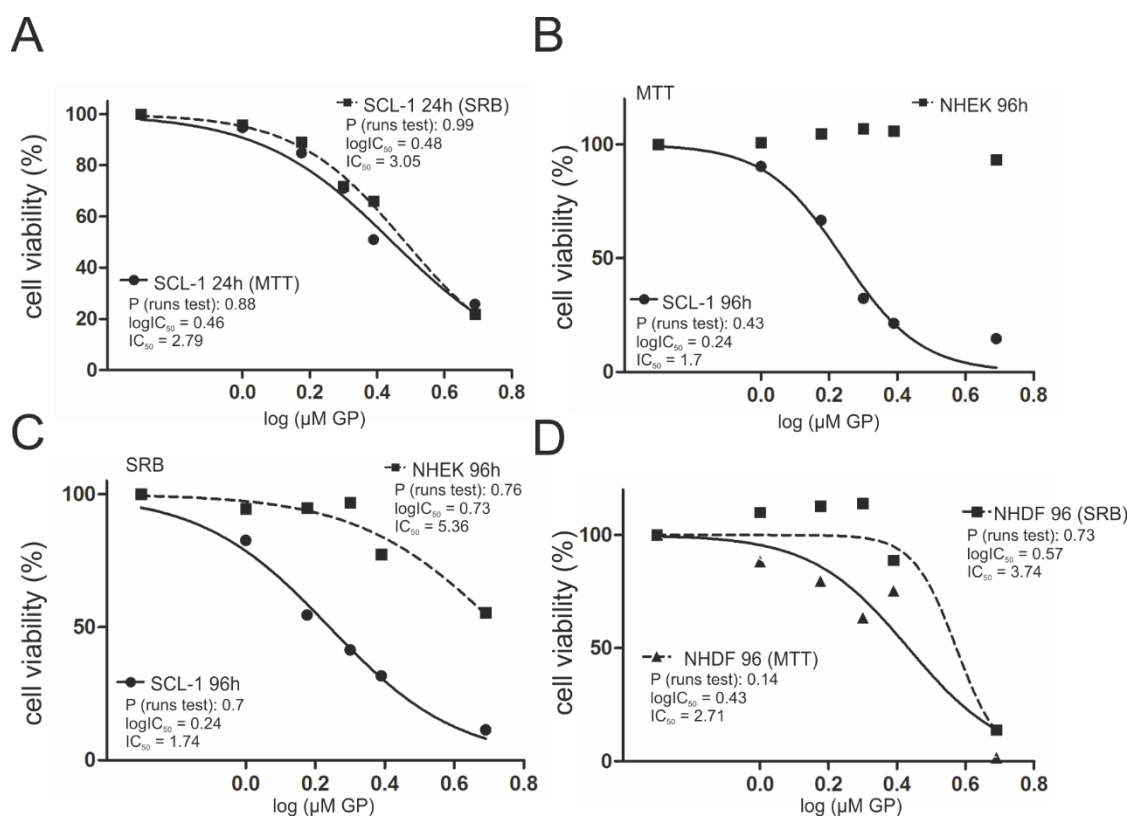 A
cell viability (%)
100
80
60
40
20
0
0.0
0.2
0.4
0.6
0.8
log (µM GP)
SCL-1 24h (SRB)
P (runs test): 0.99
logIC₅₀ = 0.48
IC₅₀ = 3.05
SCL-1 24h (MTT)
P (runs test): 0.88
logIC₅₀ = 0.46
IC₅₀ = 2.79
B
MTT
cell viability (%)
100
50
0
0.0
0.2
0.4
0.6
0.8
log (µM GP)
NHEK 96h
SCL-1 96h
P (runs test): 0.43
logIC₅₀ = 0.24
IC₅₀ = 1.7
C
SRB
cell viability (%)
100
50
0
0.0
0.2
0.4
0.6
0.8
log (µM GP)
NHEK 96h
P (runs test): 0.76
logIC₅₀ = 0.73
IC₅₀ = 5.36
SCL-1 96h
P (runs test): 0.7
logIC₅₀ = 0.24
IC₅₀ = 1.74
D
cell viability (%)
100
50
0
0.0
0.2
0.4
0.6
0.8
log (µM GP)
NHDF 96 (SRB)
P (runs test): 0.73
logIC₅₀ = 0.57
IC₅₀ = 3.74
NHDF 96 (MTT)
P (runs test): 0.14
logIC₅₀ = 0.43
IC₅₀ = 2.71